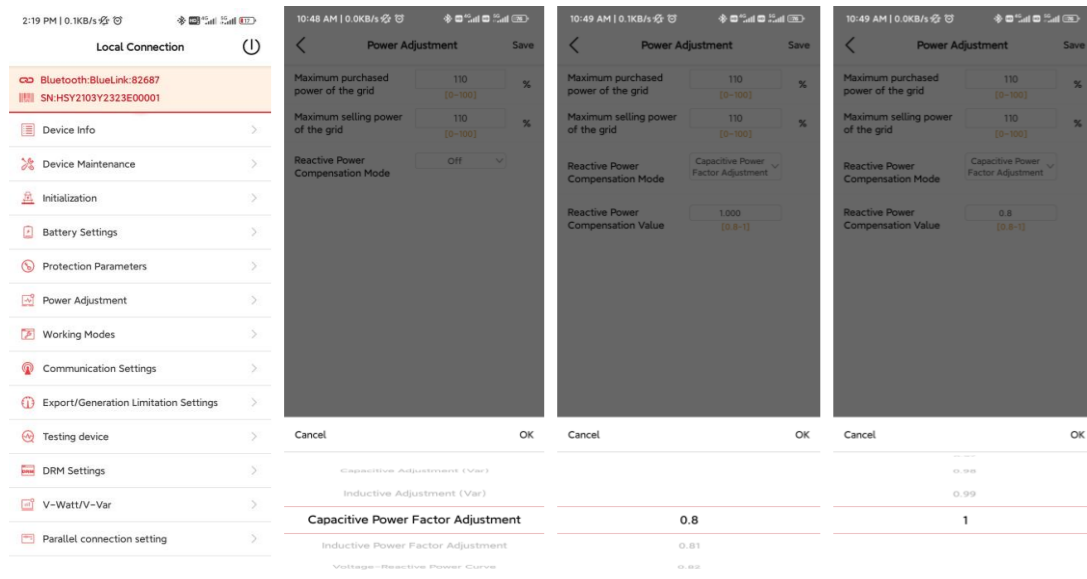 2:19 PM | 0.1KB/s
Local Connection
Bluetooth:BlueLink:82687
SN:HSY2103Y2323E00001
Device Info
Device Maintenance
Initialization
Battery Settings
Protection Parameters
Power Adjustment
Working Modes
Communication Settings
Export/Generation Limitation Settings
Testing device
DRM Settings
V-Watt/V-Var
Parallel connection setting
10:48 AM | 0.0KB/s
Power Adjustment Save
Maximum purchased
power of the grid
110
[0~100]
%
Maximum selling power
of the grid
110
[0~100]
%
Reactive Power
Compensation Mode
Off
Cancel OK
Capacitive Adjustment (Var)
Inductive Adjustment (Var)
Capacitive Power Factor Adjustment
Inductive Power Factor Adjustment
Voltage-Reactive Power Curve
10:49 AM | 0.1KB/s
Power Adjustment Save
Maximum purchased
power of the grid
110
[0~100]
%
Maximum selling power
of the grid
110
[0~100]
%
Reactive Power
Compensation Mode
Capacitive Power
Factor Adjustment
Reactive Power
Compensation Value
1.000
[0.8~1]
Cancel OK
0.8
0.81
0.82
10:49 AM | 0.0KB/s
Power Adjustment Save
Maximum purchased
power of the grid
110
[0~100]
%
Maximum selling power
of the grid
110
[0~100]
%
Reactive Power
Compensation Mode
Capacitive Power
Factor Adjustment
Reactive Power
Compensation Value
0.8
[0.8~1]
Cancel OK
0.98
0.99
1